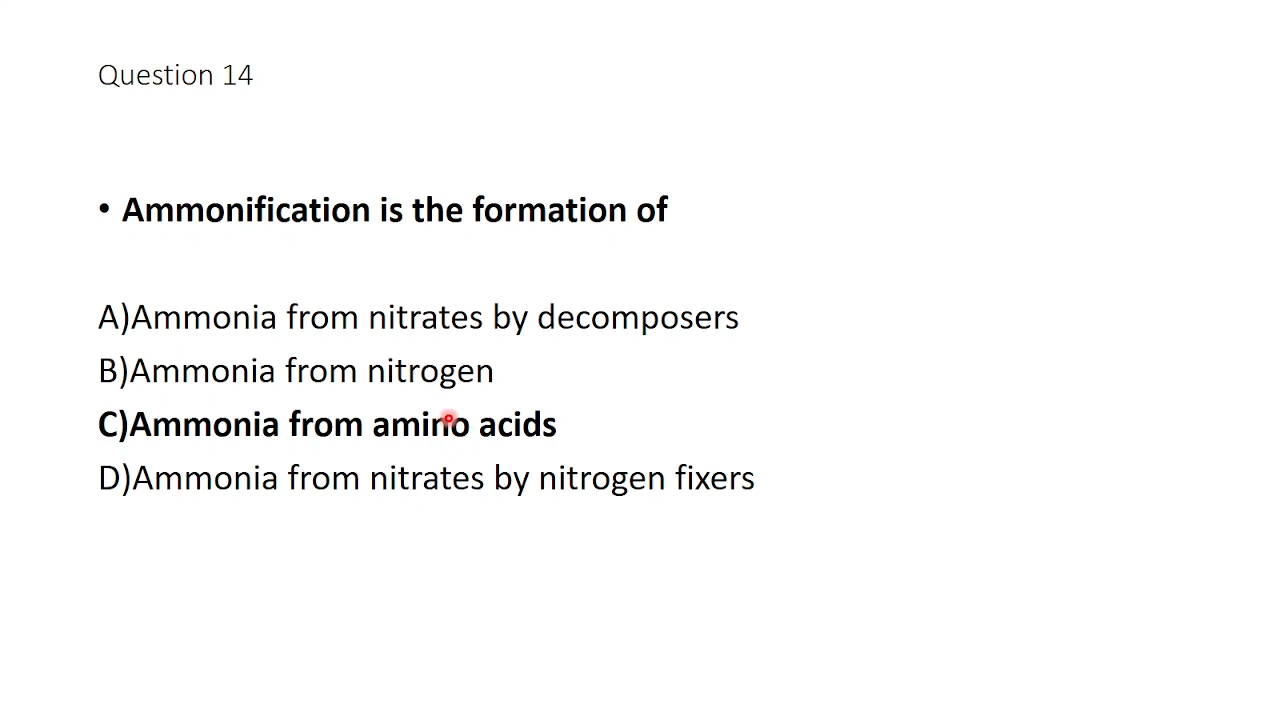 Question 14
• Ammonification is the formation of
A)Ammonia from nitrates by decomposers
B)Ammonia from nitrogen
C)Ammonia from amino acids
D)Ammonia from nitrates by nitrogen fixers